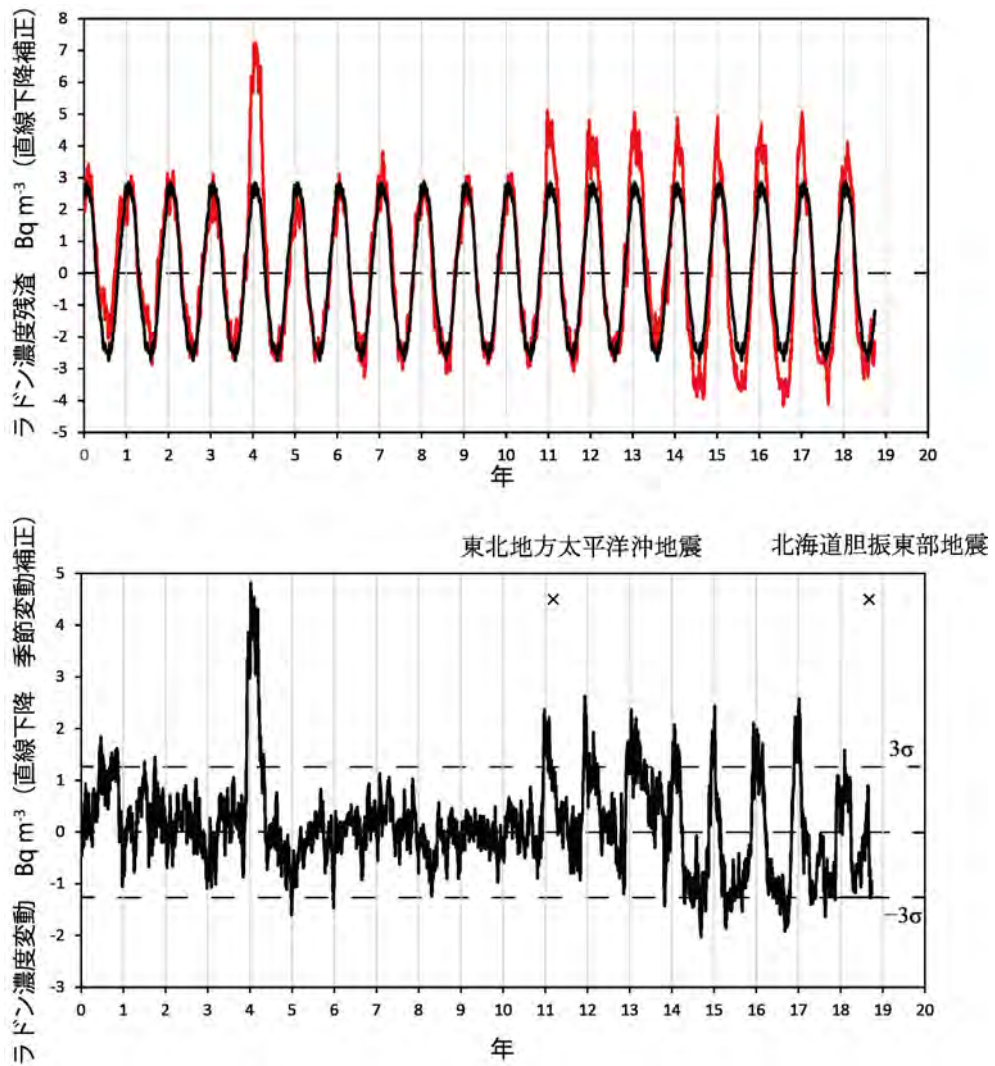 ラドン濃度残渣 Bq m⁻³ (直線下降補正)
8
7
6
5
4
3
2
1
0
-1
-2
-3
-4
-5
0 1 2 3 4 5 6 7 8 9 10 11 12 13 14 15 16 17 18 19 20
年
東北地方太平洋沖地震 北海道胆振東部地震
ラドン濃度変動 Bq m⁻³ (直線下降 季節変動補正)
5
4
3
2
1
0
-1
-2
-3
× ×
3σ
−3σ
0 1 2 3 4 5 6 7 8 9 10 11 12 13 14 15 16 17 18 19 20
年